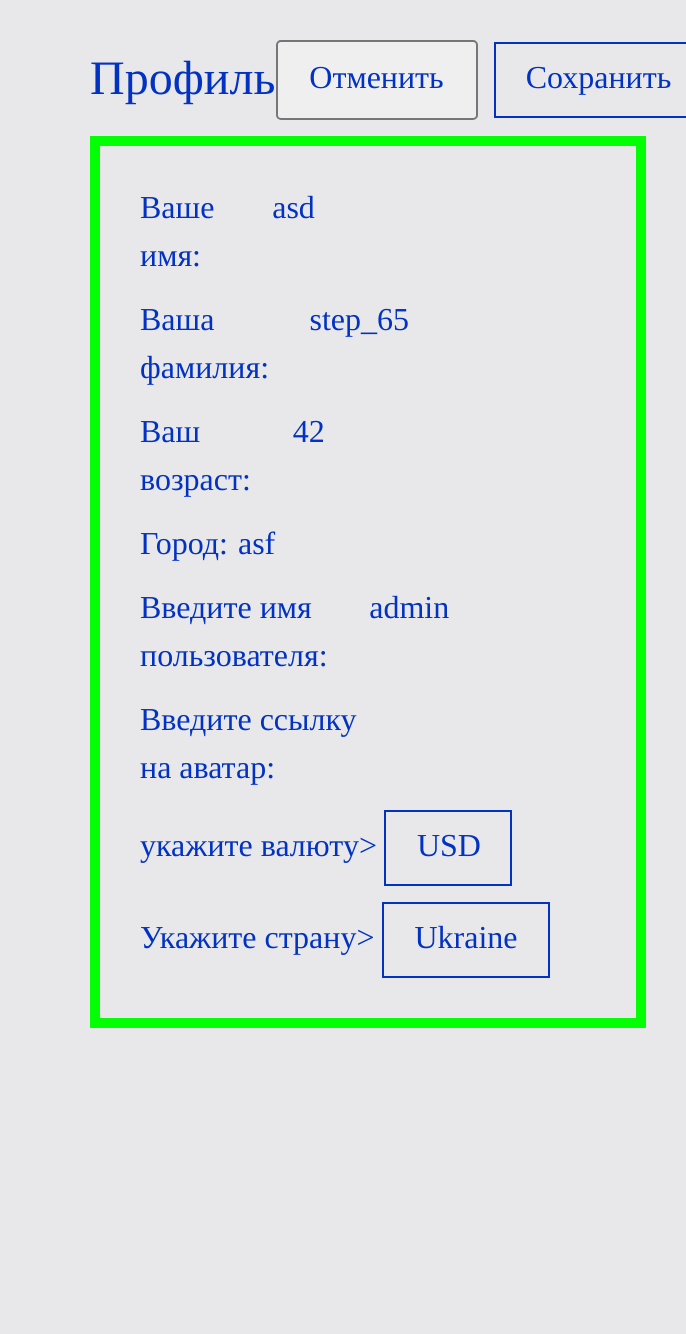 Профиль Отменить Сохранить
Ваше asd
имя:
Ваша step_65
фамилия:
Ваш 42
возраст:
Город: asf
Введите имя admin
пользователя:
Введите ссылку
на аватар:
укажите валюту> USD
Укажите страну> Ukraine